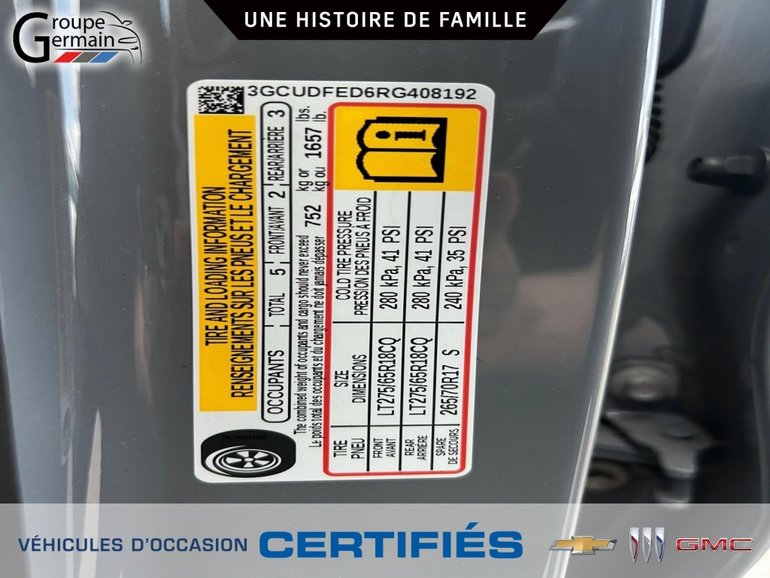 Groupe
Germain
UNE HISTOIRE DE FAMILLE
3GCUDFED6RG408192
TIRE AND LOADING INFORMATION
RENSEIGNEMENTS SUR LES PNEUS ET LE CHARGEMENT
OCCUPANTS TOTAL 5 FRONT/AVANT 2 REAR/ARRIÈRE 3
The combined weight of occupants and cargo should never exceed 752 kg or 1657 lbs.
Le poids total des occupants et du chargement ne doit jamais dépasser kg ou lb.
TIRE SIZE COLD TIRE PRESSURE
PNEU DIMENSIONS PRESSION DES PNEUS À FROID
FRONT LT275/65R18CQ 280 kPa, 41 PSI
AVANT
REAR LT275/65R18CQ 280 kPa, 41 PSI
ARRIÈRE
SPARE 265/70R17 S 240 kPa, 35 PSI
DE SECOURS
VÉHICULES D'OCCASION CERTIFIÉS GMC